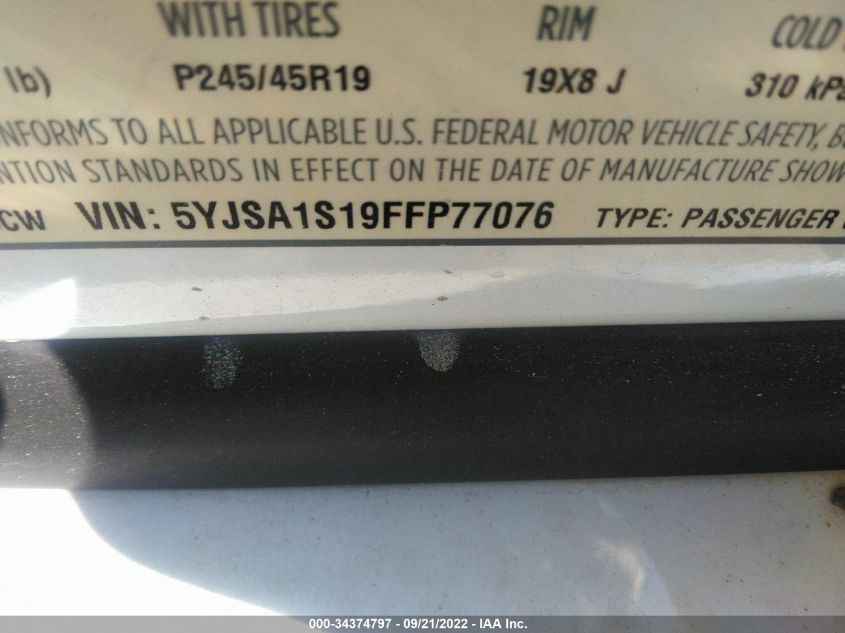 WITH TIRES RIM COLD
lb) P245/45R19 19X8 J 310 kPa
NFORMS TO ALL APPLICABLE U.S. FEDERAL MOTOR VEHICLE SAFETY, B
NTION STANDARDS IN EFFECT ON THE DATE OF MANUFACTURE SHOW
CW VIN: 5YJSA1S19FFP77076 TYPE: PASSENGER
000-34374797 - 09/21/2022 - IAA Inc.